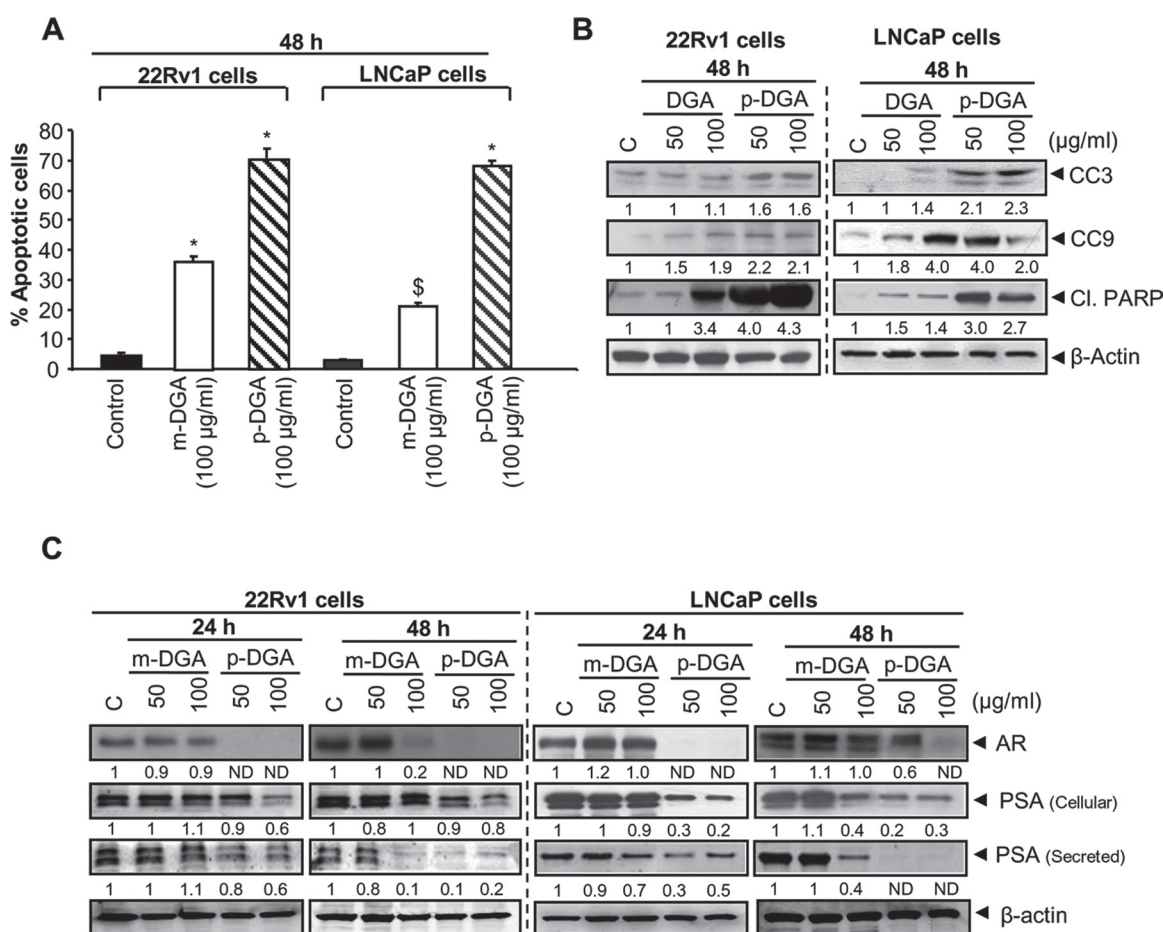 A
48 h
22Rv1 cells LNCaP cells
% Apoptotic cells
80
70
60
50
40
30
20
10
0
* * $ *
Control
m-DGA (100 µg/ml)
p-DGA (100 µg/ml)
Control
m-DGA (100 µg/ml)
p-DGA (100 µg/ml)
B
22Rv1 cells LNCaP cells
48 h 48 h
DGA p-DGA DGA p-DGA
C 50 100 50 100 C 50 100 50 100 (µg/ml)
CC3
1 1 1.1 1.6 1.6 1 1 1.4 2.1 2.3
CC9
1 1.5 1.9 2.2 2.1 1 1.8 4.0 4.0 2.0
Cl. PARP
1 1 3.4 4.0 4.3 1 1.5 1.4 3.0 2.7
β-Actin
C
22Rv1 cells LNCaP cells
24 h 48 h 24 h 48 h
m-DGA p-DGA m-DGA p-DGA m-DGA p-DGA m-DGA p-DGA
C 50 100 50 100 C 50 100 50 100 C 50 100 50 100 C 50 100 50 100 (µg/ml)
AR
1 0.9 0.9 ND ND 1 1 0.2 ND ND 1 1.2 1.0 ND ND 1 1.1 1.0 0.6 ND
PSA (Cellular)
1 1 1.1 0.9 0.6 1 0.8 1 0.9 0.8 1 1 0.9 0.3 0.2 1 1.1 0.4 0.2 0.3
PSA (Secreted)
1 1 1.1 0.8 0.6 1 0.8 0.1 0.1 0.2 1 0.9 0.7 0.3 0.5 1 1 0.4 ND ND
β-actin